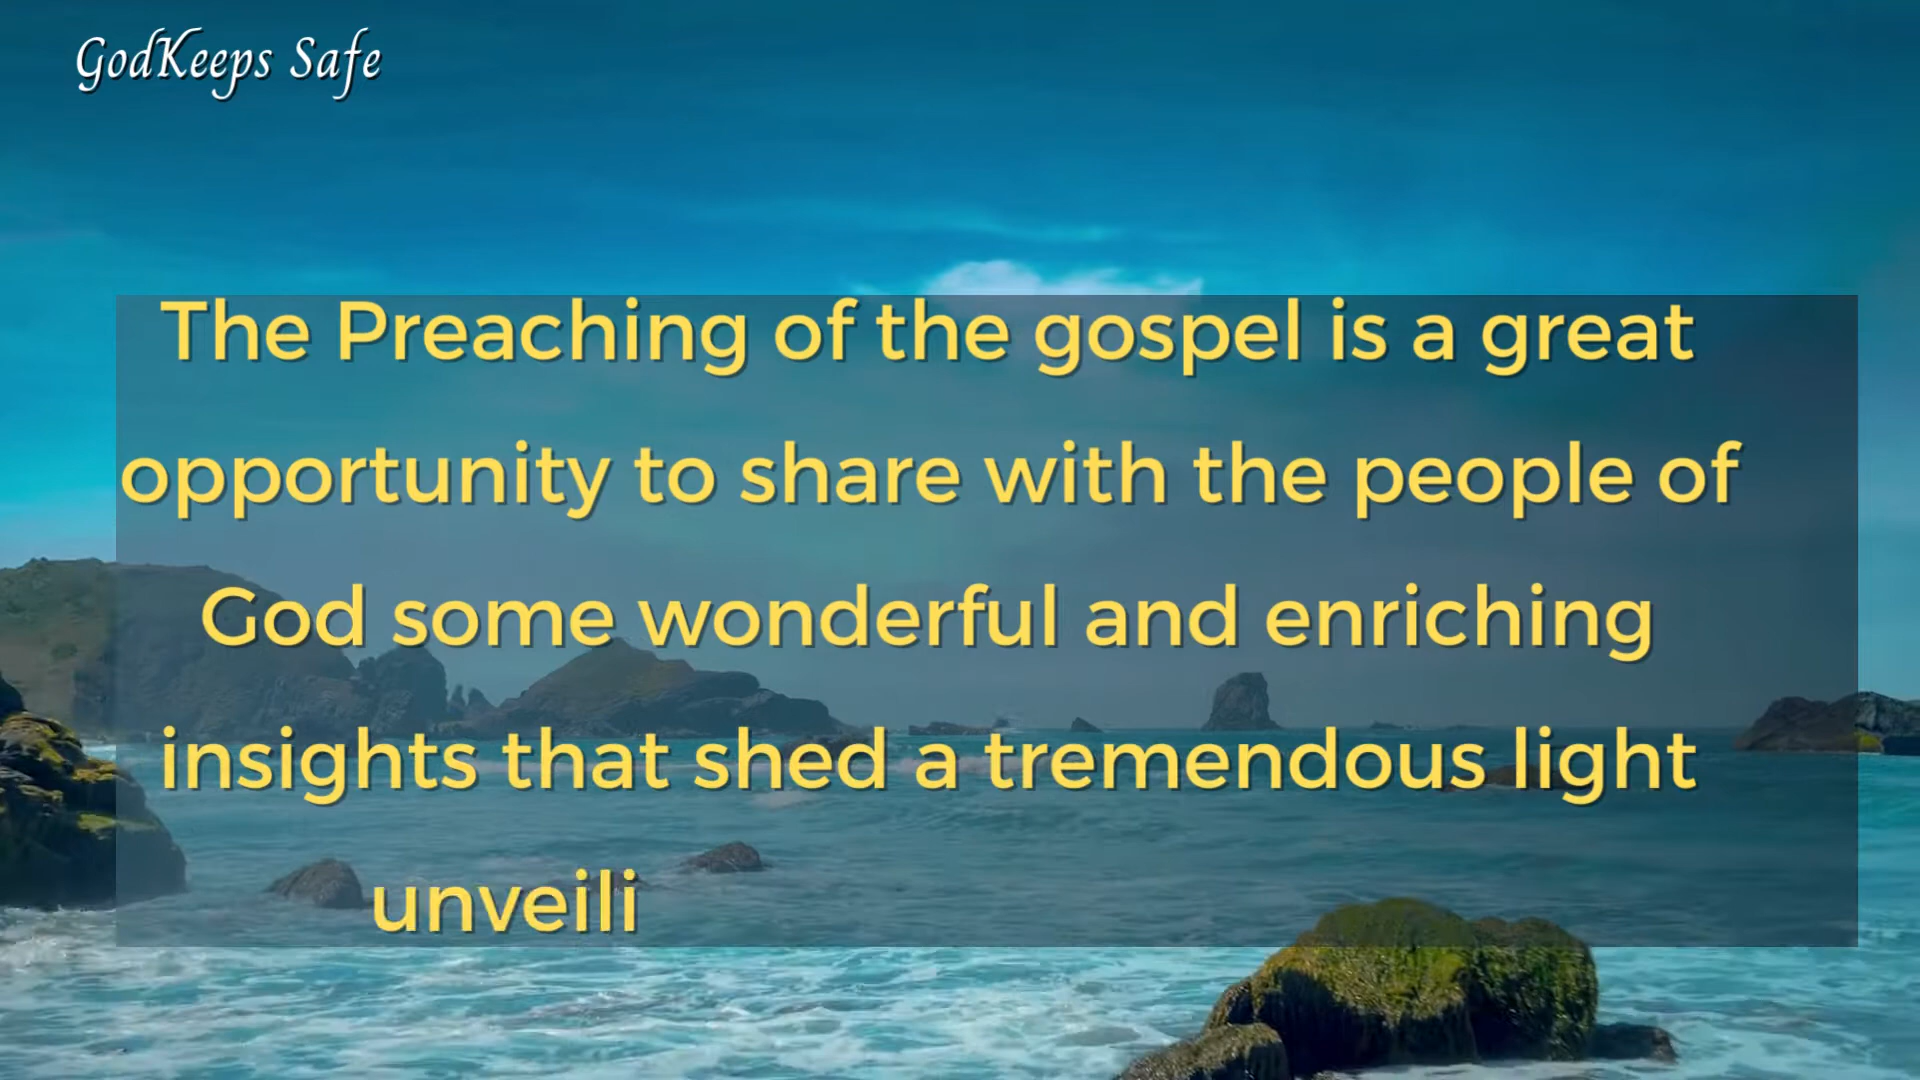 GodKeeps Safe
The Preaching of the gospel is a great
opportunity to share with the people of
God some wonderful and enriching
insights that shed a tremendous light
unveili